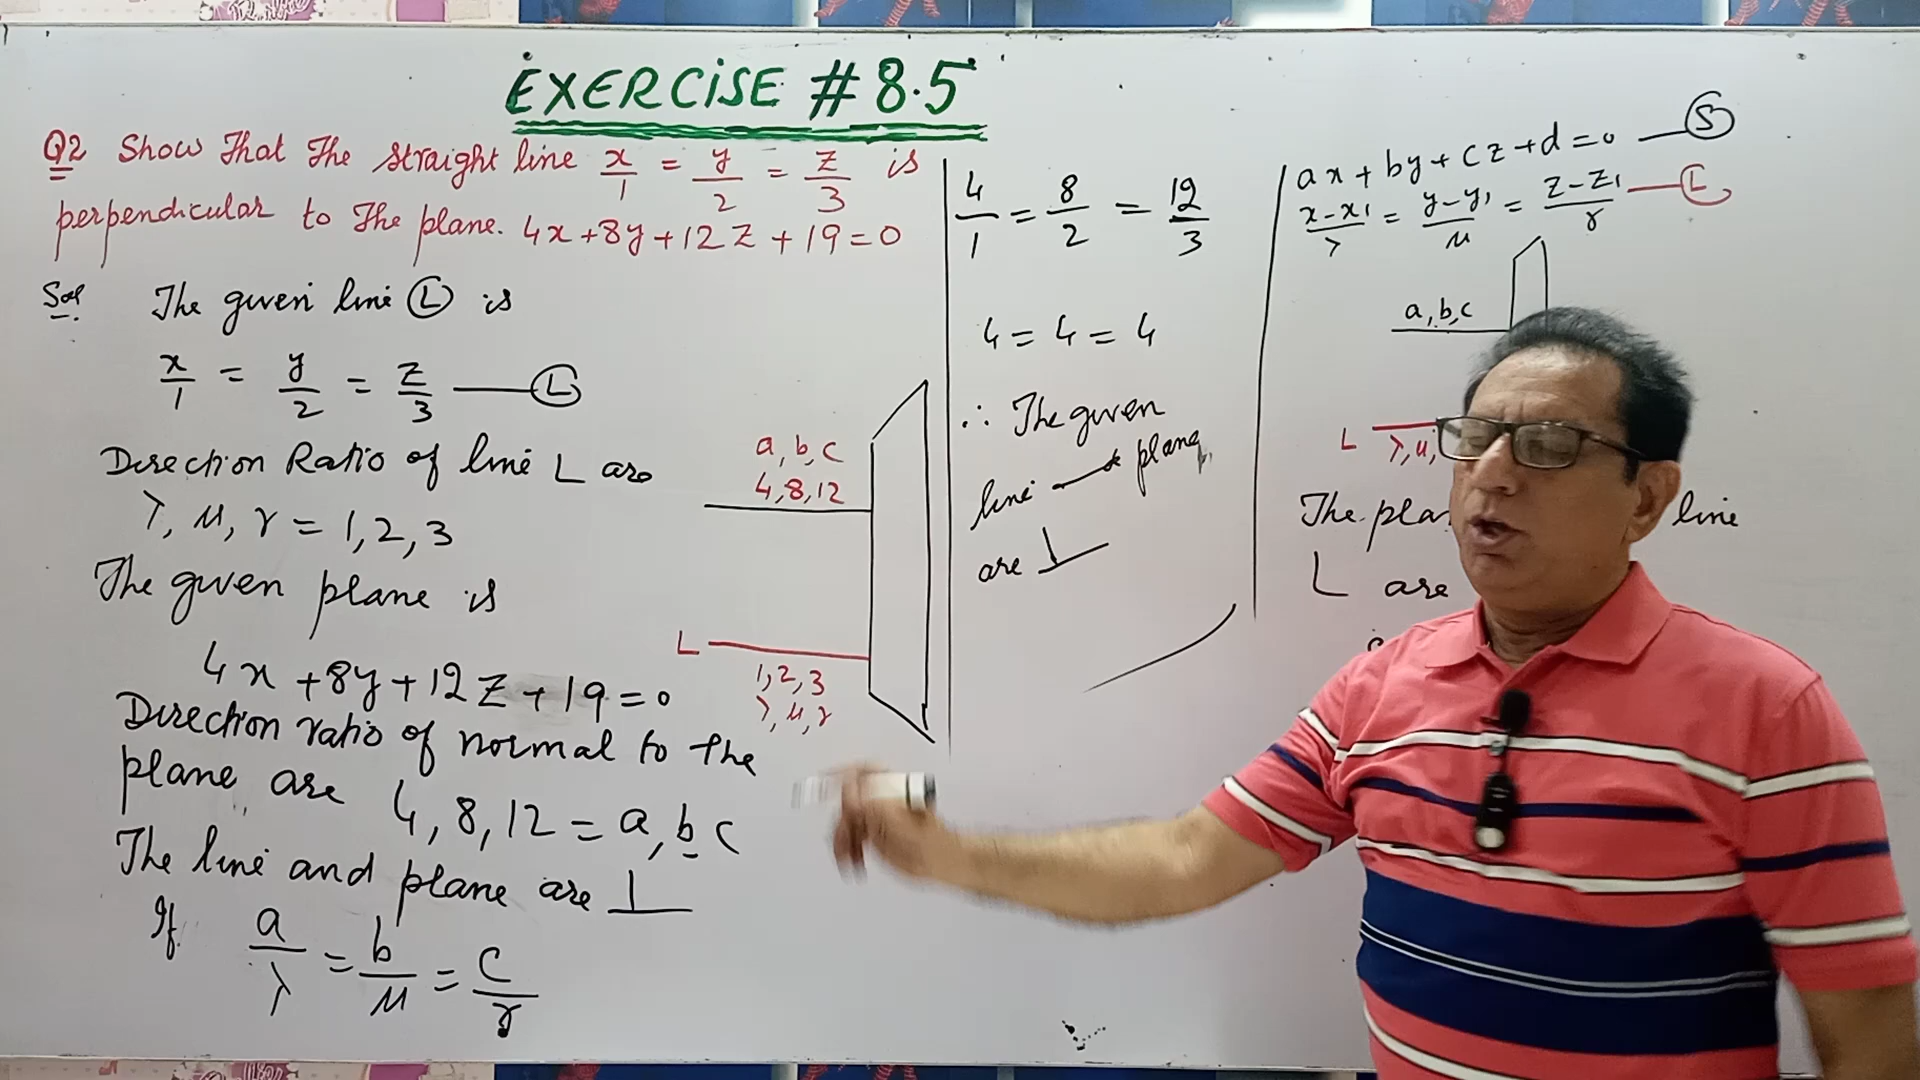 EXERCISE #8.5
Q2 Show That The straight line x/1 = y/2 = z/3 is
perpendicular to The plane. 4x+8y+12z+19=0
Sol. The given line Ⓛ is
x/1 = y/2 = z/3 — Ⓛ
Direction Ratio of line L are
λ, μ, γ = 1,2,3
The given plane is
4x+8y+12z+19=0
Direction ratio of normal to the
plane are 4,8,12 = a,b c
The line and plane are ⊥
If a/λ = b/μ = c/γ
a, b, c
4,8,12
L
1,2,3
λ, μ, γ
4/1 = 8/2 = 12/3
4 = 4 = 4
∴ The given
line plane
are ⊥
ax+by+cz+d=0 — Ⓢ
x-x1/λ = y-y1/μ = z-z1/γ — Ⓛ
a,b,c
L λ,μ,
The line
L are